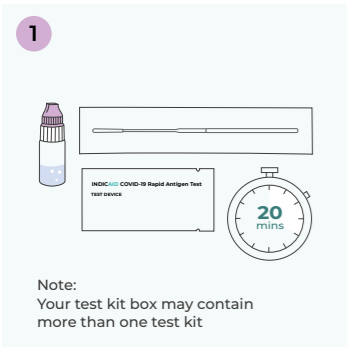 1
INDICAID COVID-19 Rapid Antigen Test
TEST DEVICE
20
mins
Note:
Your test kit box may contain
more than one test kit